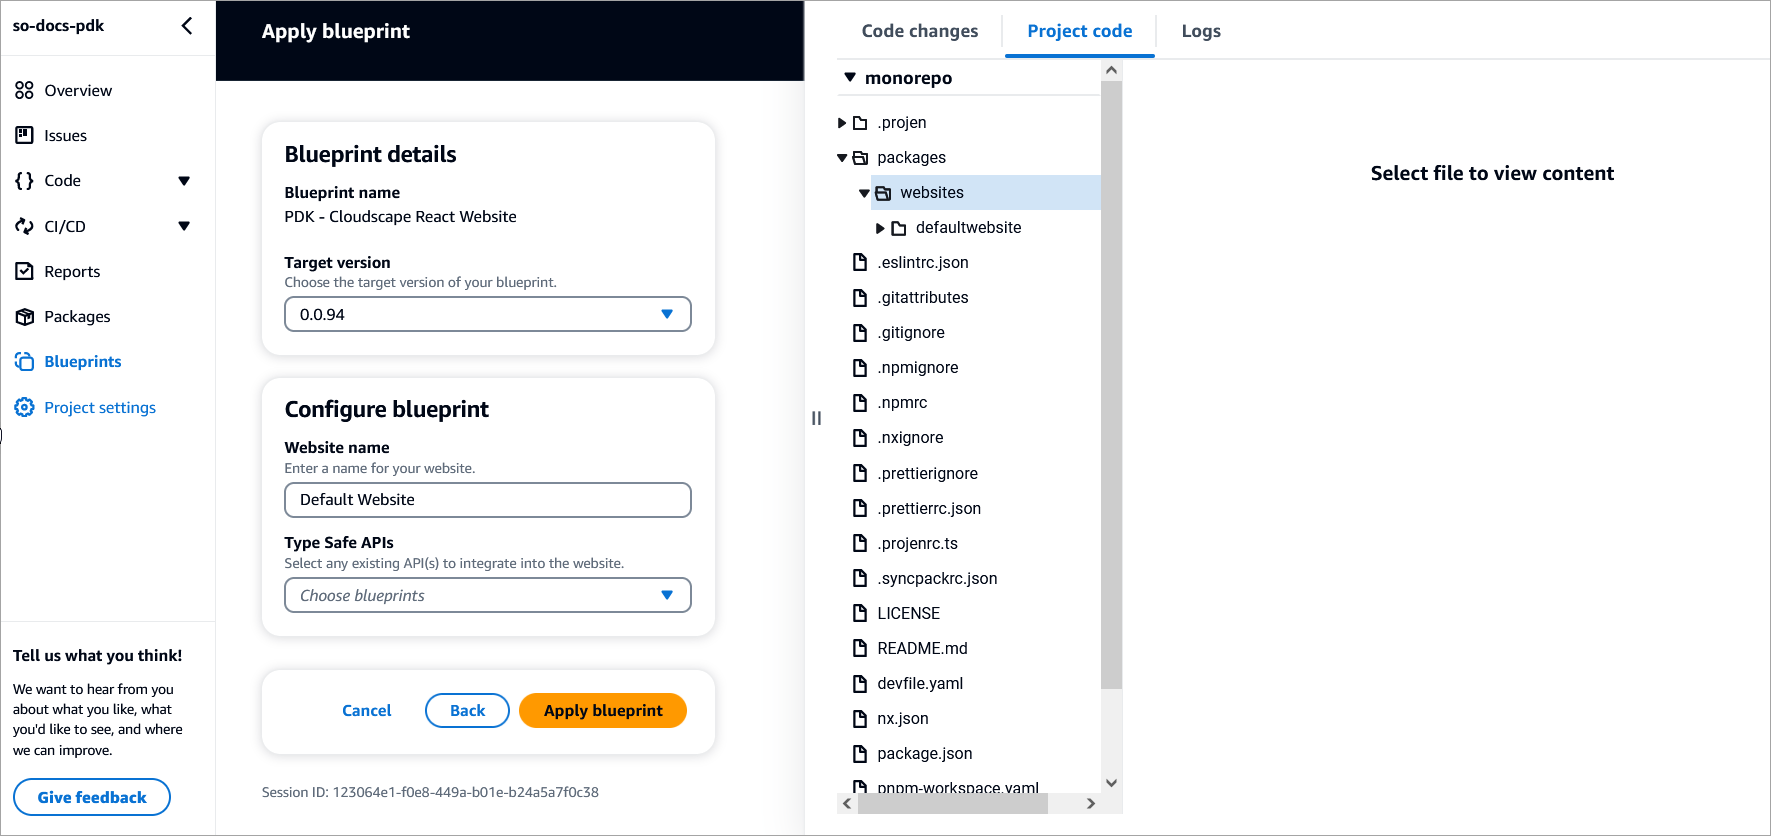 so-docs-pdk
Overview
Issues
Code
CI/CD
Reports
Packages
Blueprints
Project settings
Tell us what you think!
We want to hear from you
about what you like, what
you'd like to see, and where
we can improve.
Give feedback
Apply blueprint
Blueprint details
Blueprint name
PDK - Cloudscape React Website
Target version
Choose the target version of your blueprint.
0.0.94
Configure blueprint
Website name
Enter a name for your website.
Default Website
Type Safe APIs
Select any existing API(s) to integrate into the website.
Choose blueprints
Cancel
Back
Apply blueprint
Session ID: 123064e1-f0e8-449a-b01e-b24a5a7f0c38
Code changes
Project code
Logs
monorepo
.projen
packages
websites
defaultwebsite
.eslintrc.json
.gitattributes
.gitignore
.npmignore
.npmrc
.nxignore
.prettierignore
.prettierrc.json
.projenrc.ts
.syncpackrc.json
LICENSE
README.md
devfile.yaml
nx.json
package.json
pnpm-workspace.yaml
Select file to view content